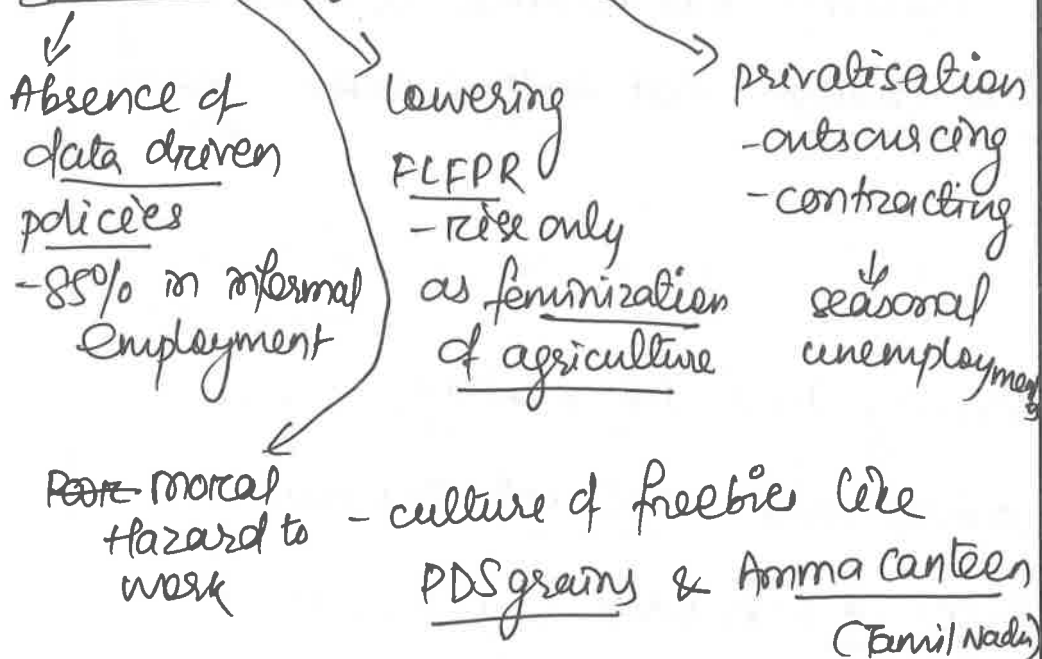 Absence of
data driven
policies
-85% in informal
employment
Lowering
FLFPR
- rise only
as feminization
of agriculture
privatisation
-outsourcing
-contracting
seasonal
unemployment
Poor moral
Hazard to
work
- culture of freebies like
PDS grains & Amma Canteen
(Tamil Nadu)